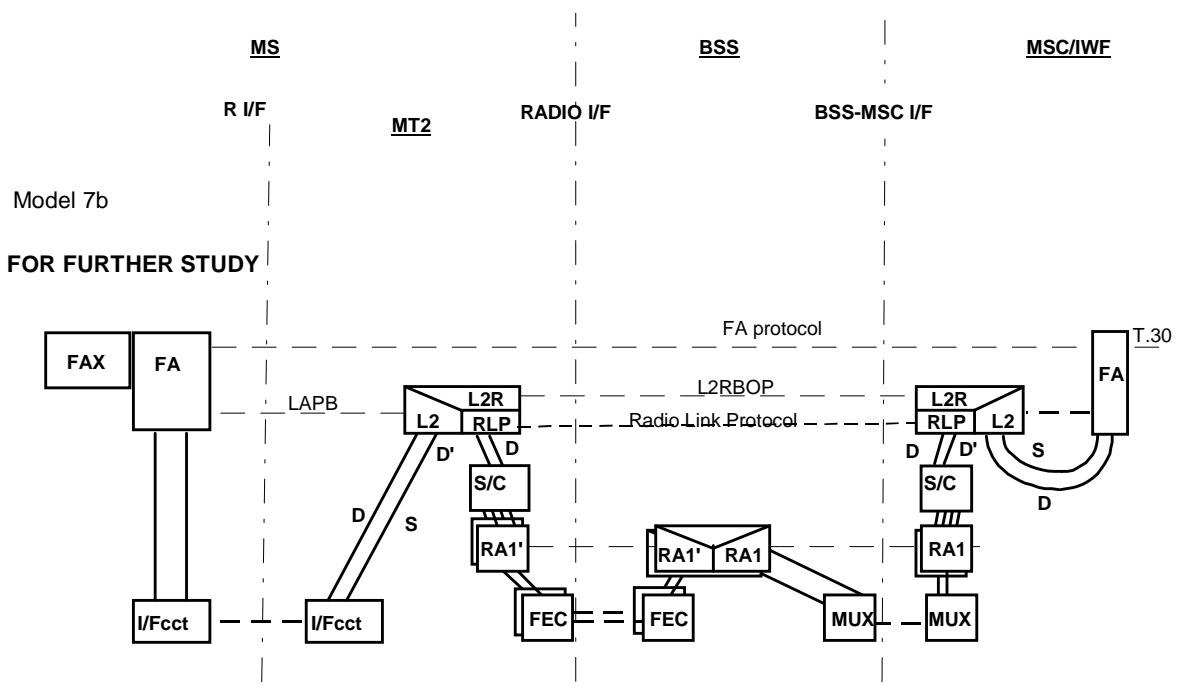 MS BSS MSC/IWF
R I/F RADIO I/F BSS-MSC I/F
MT2
Model 7b
FOR FURTHER STUDY
FA protocol
T.30
FAX FA FA
L2RBOP
L2R L2R
LAPB
Radio Link Protocol
L2 RLP RLP L2
D' D D D' S
S/C S/C
D S D
RA1' RA1' RA1 RA1
I/Fcct I/Fcct FEC FEC MUX MUX